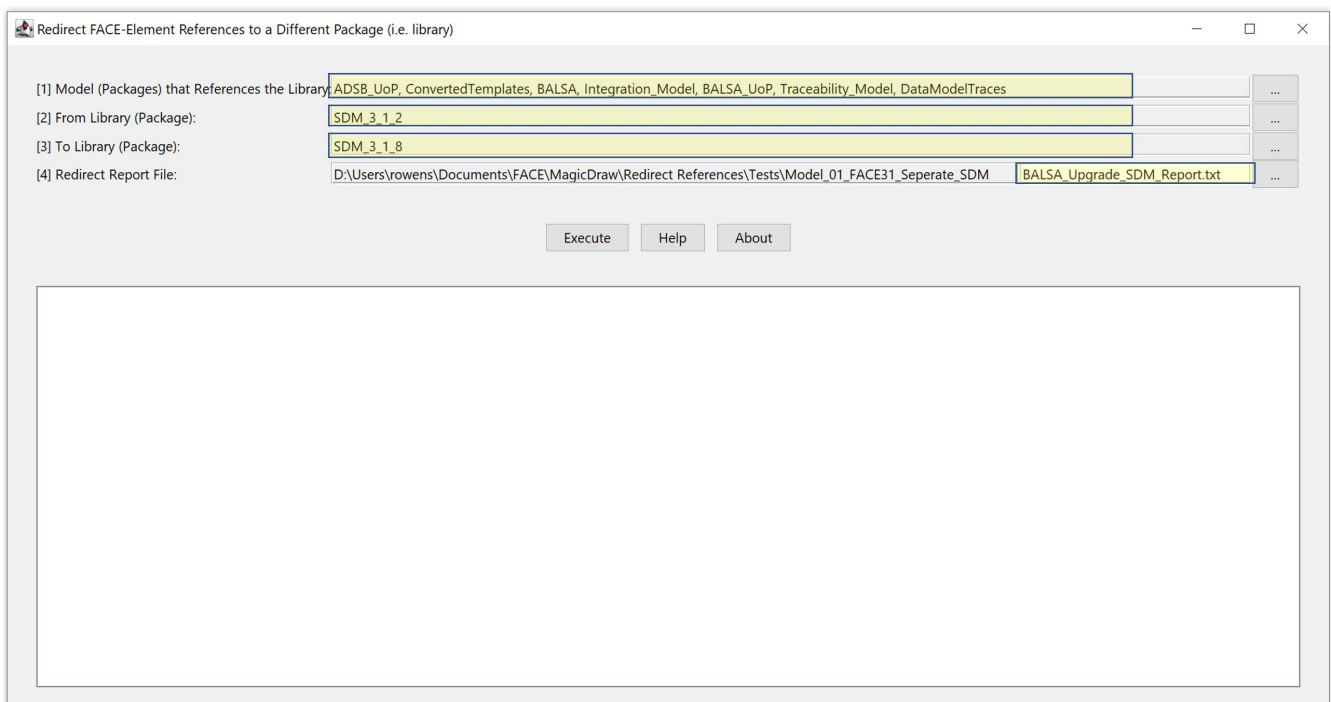 Redirect FACE-Element References to a Different Package (i.e. library)
[1] Model (Packages) that References the Library: ADSB_UoP, ConvertedTemplates, BALSA, Integration_Model, BALSA_UoP, Traceability_Model, DataModelTraces ...
[2] From Library (Package): SDM_3_1_2 ...
[3] To Library (Package): SDM_3_1_8 ...
[4] Redirect Report File: D:\Users\rowens\Documents\FACE\MagicDraw\Redirect References\Tests\Model_01_FACE31_Seperate_SDM BALSA_Upgrade_SDM_Report.txt ...
Execute Help About